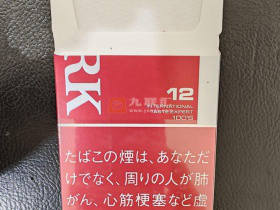 RK
12
INTERNATIONAL
100'S
たばこの煙は、あなただ
けでなく、周りの人が肺
がん、心筋梗塞など虚